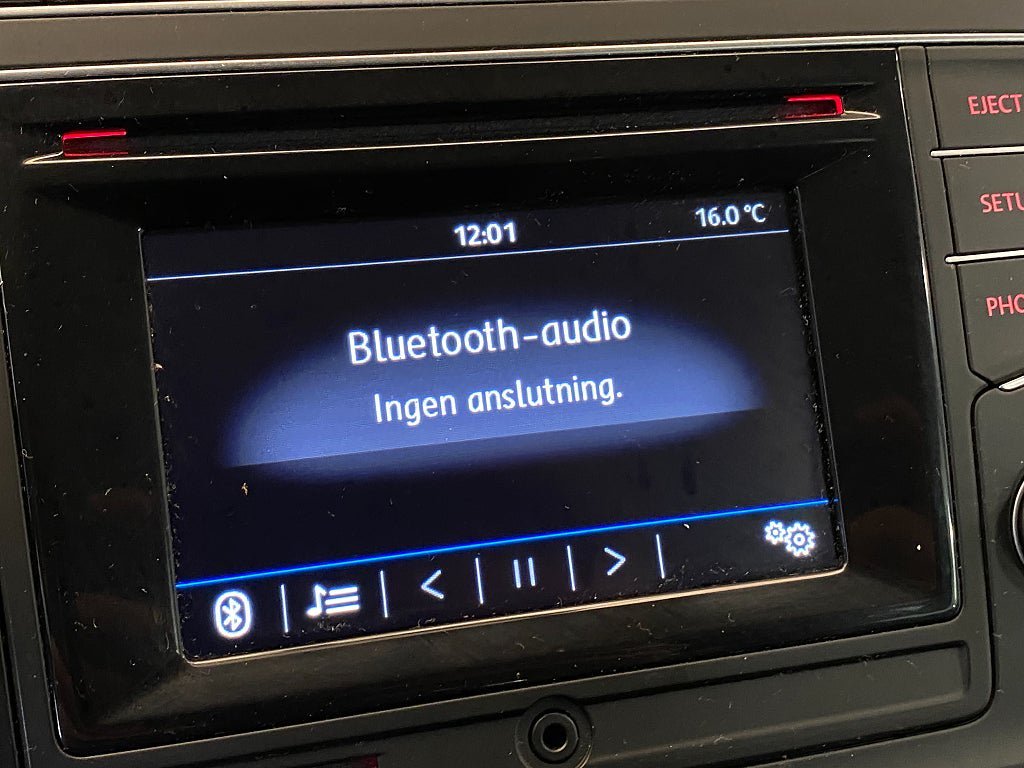 EJECT
12:01
16.0 °C
Bluetooth-audio
Ingen anslutning.